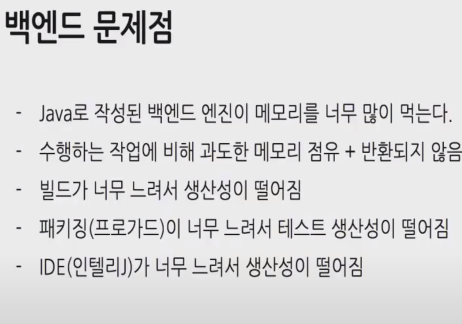 백엔드 문제점
- Java로 작성된 백엔드 엔진이 메모리를 너무 많이 먹는다.
- 수행하는 작업에 비해 과도한 메모리 점유 + 반환되지 않음
- 빌드가 너무 느려서 생산성이 떨어짐
- 패키징(프로가드)이 너무 느려서 테스트 생산성이 떨어짐
- IDE(인텔리J)가 너무 느려서 생산성이 떨어짐